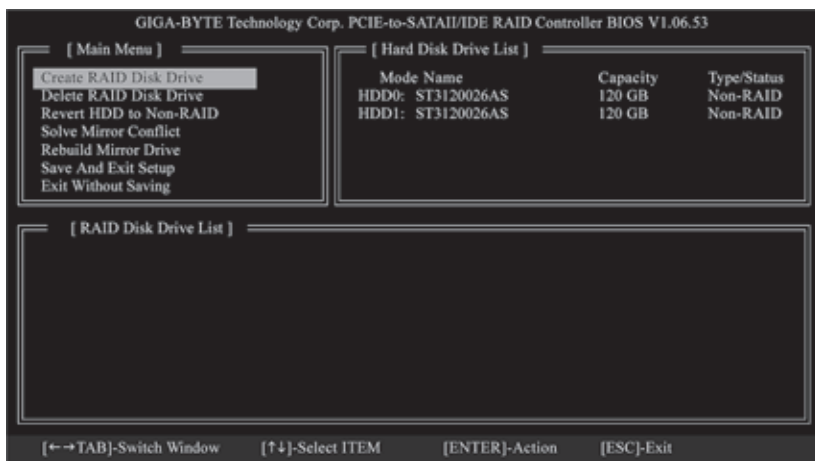 GIGA-BYTE Technology Corp. PCIE-to-SATAII/IDE RAID Controller BIOS V1.06.53
[ Main Menu ]
Create RAID Disk Drive
Delete RAID Disk Drive
Revert HDD to Non-RAID
Solve Mirror Conflict
Rebuild Mirror Drive
Save And Exit Setup
Exit Without Saving
[ Hard Disk Drive List ]
Mode Name Capacity Type/Status
HDD0: ST3120026AS 120 GB Non-RAID
HDD1: ST3120026AS 120 GB Non-RAID
[ RAID Disk Drive List ]
[←→TAB]-Switch Window [↑↓]-Select ITEM [ENTER]-Action [ESC]-Exit